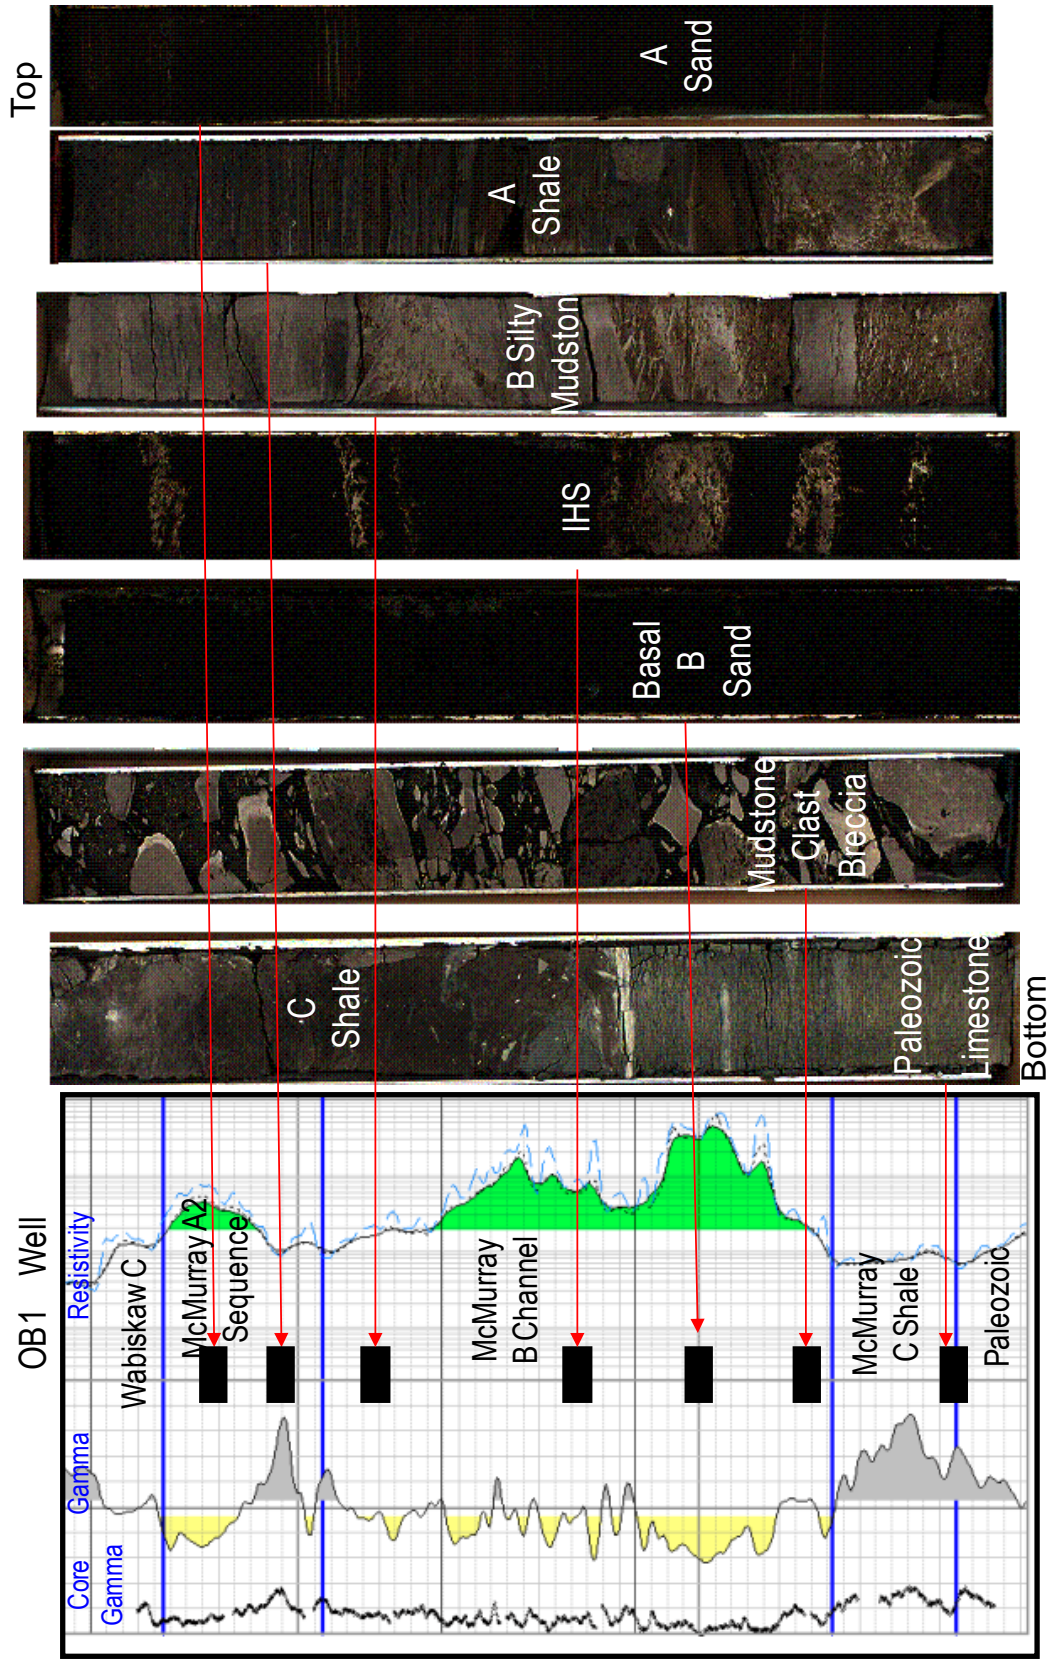 Top
A
Sand
A
Shale
B Silty
Mudston
IHS
Basal
B
Sand
Mudstone
Clast
Breccia
C
Shale
Paleozoic
Limestone
Bottom
OB1 Well
Resistivity
Gamma
Core
Gamma
Wabiskaw C
McMurray A2
Sequence
McMurray
B Channel
McMurray
C Shale
Paleozoic